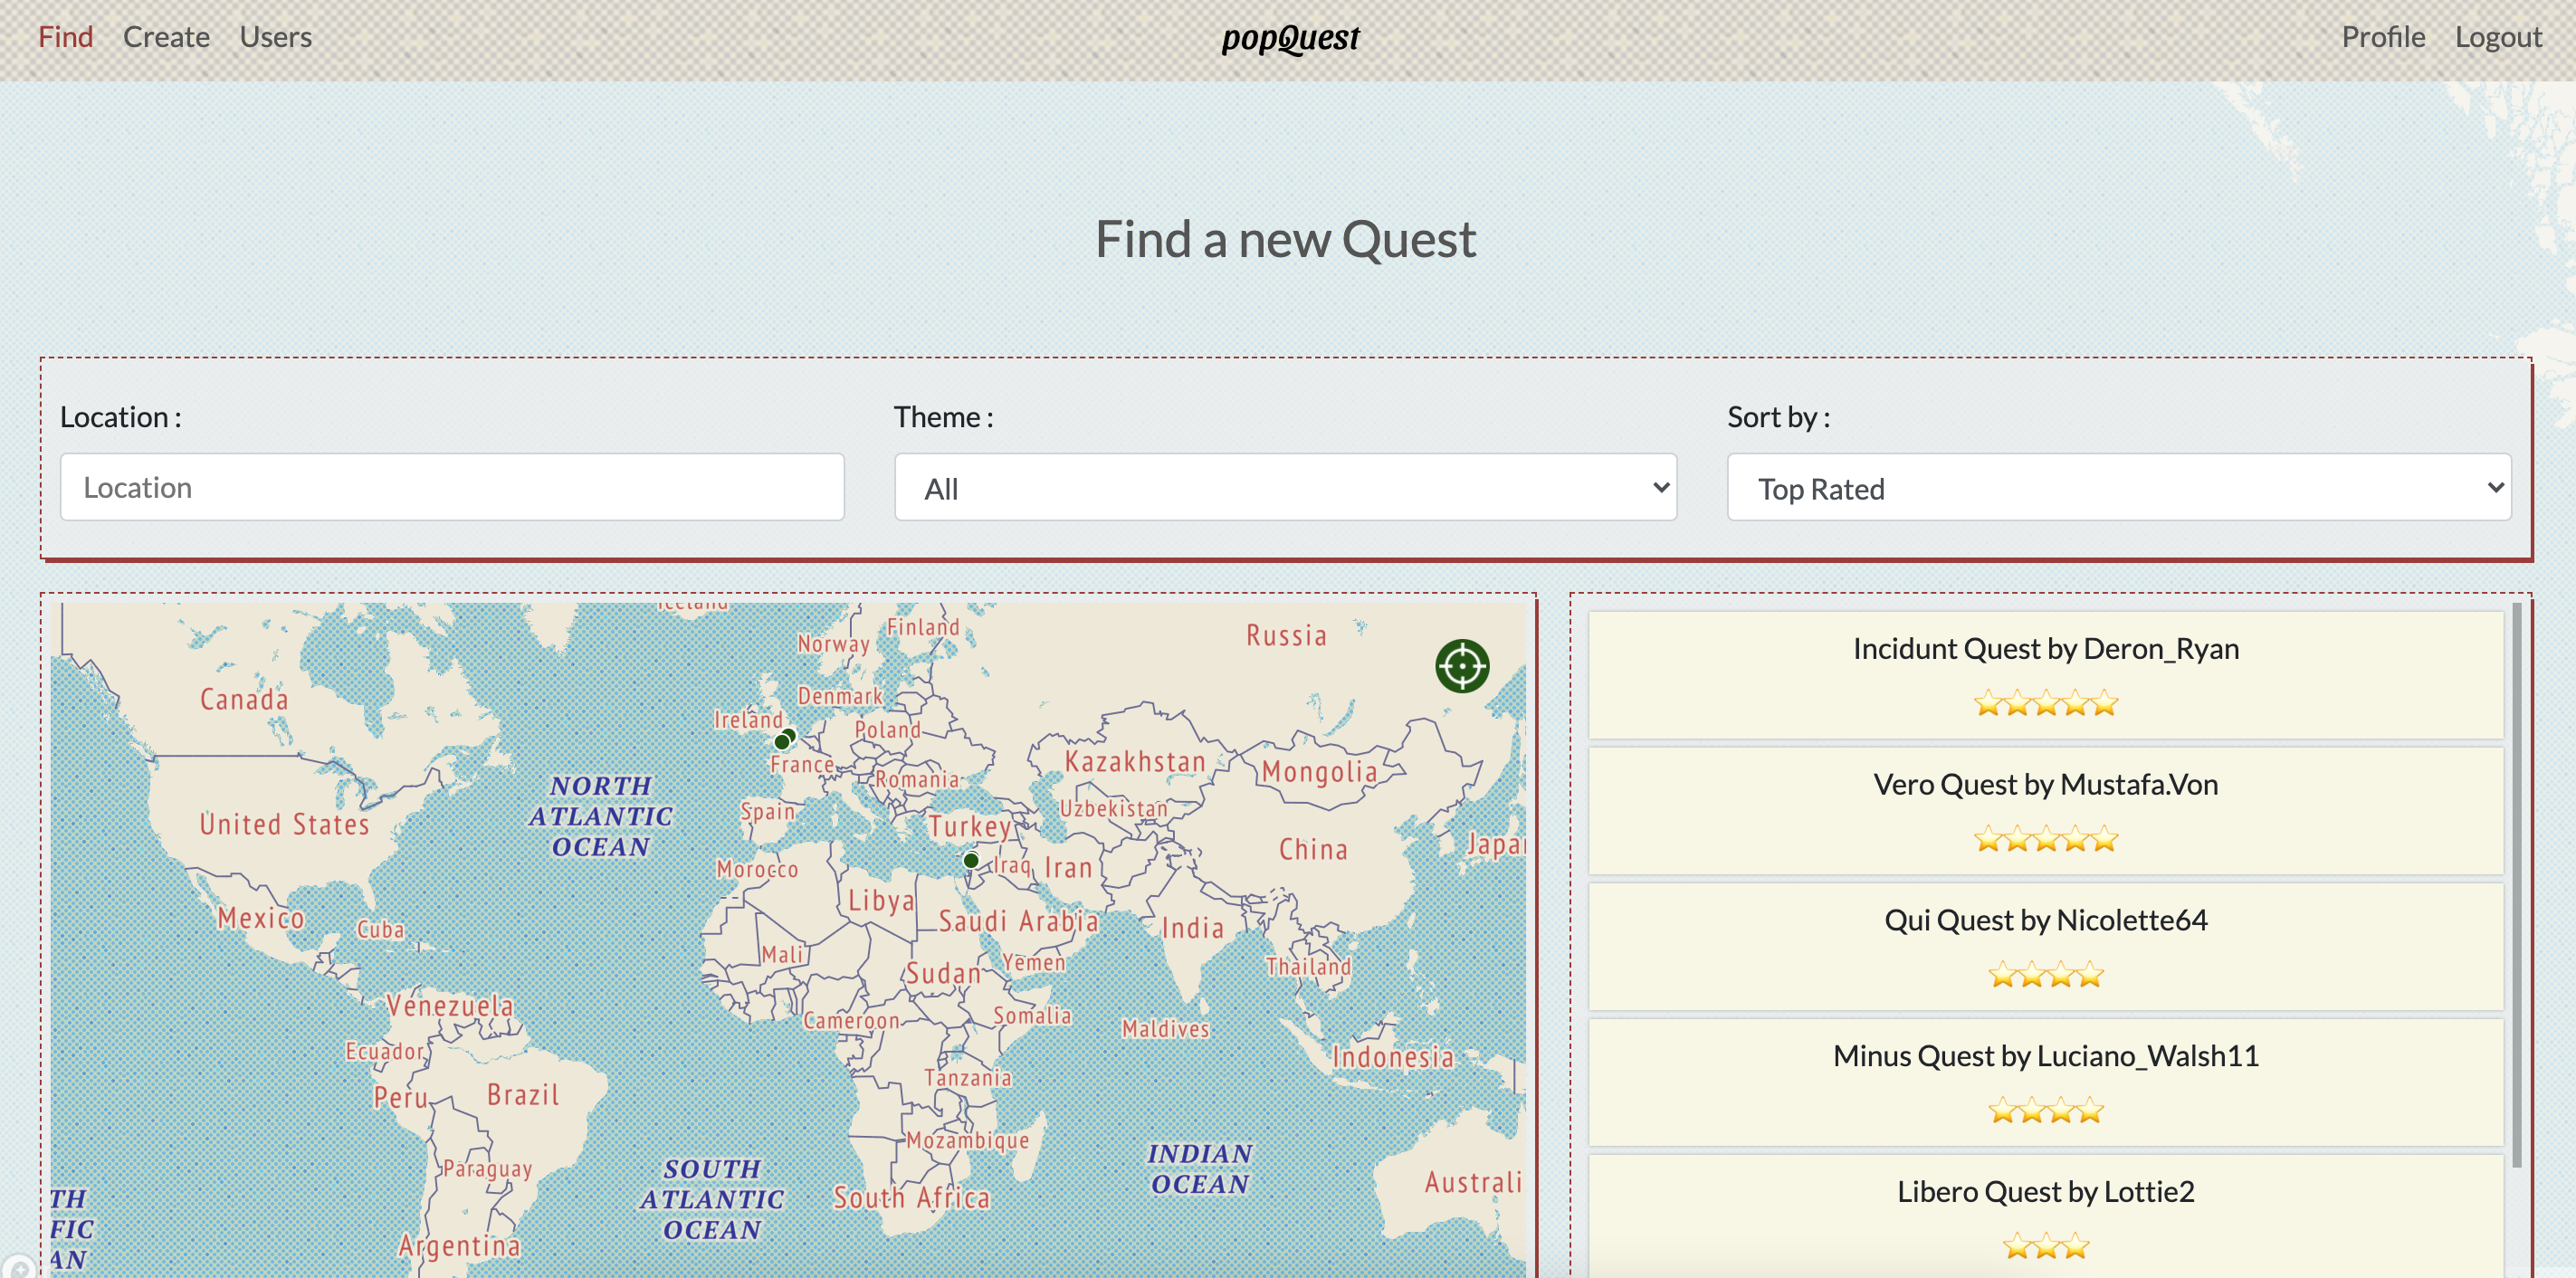 Find Create Users popQuest Profile Logout
Find a new Quest
Location :
Location
Theme :
All
Sort by :
Top Rated
Iceland
Norway
Finland
Russia
Canada
Denmark
Ireland
Poland
France
Kazakhstan
Mongolia
Romania
NORTH
ATLANTIC
OCEAN
Spain
Uzbekistan
United States
Turkey
China
Japa
Morocco
Iraq
Iran
Libya
Mexico
Cuba
Saudi Arabia
India
Mali
Sudan
Yemen
Thailand
Venezuela
Cameroon
Somalia
Maldives
Ecuador
Indonesia
Peru
Brazil
Tanzania
Mozambique
INDIAN
OCEAN
Paraguay
SOUTH
ATLANTIC
OCEAN
South Africa
Australi
TH
FIC
AN
Argentina
Incidunt Quest by Deron_Ryan
Vero Quest by Mustafa.Von
Qui Quest by Nicolette64
Minus Quest by Luciano_Walsh11
Libero Quest by Lottie2